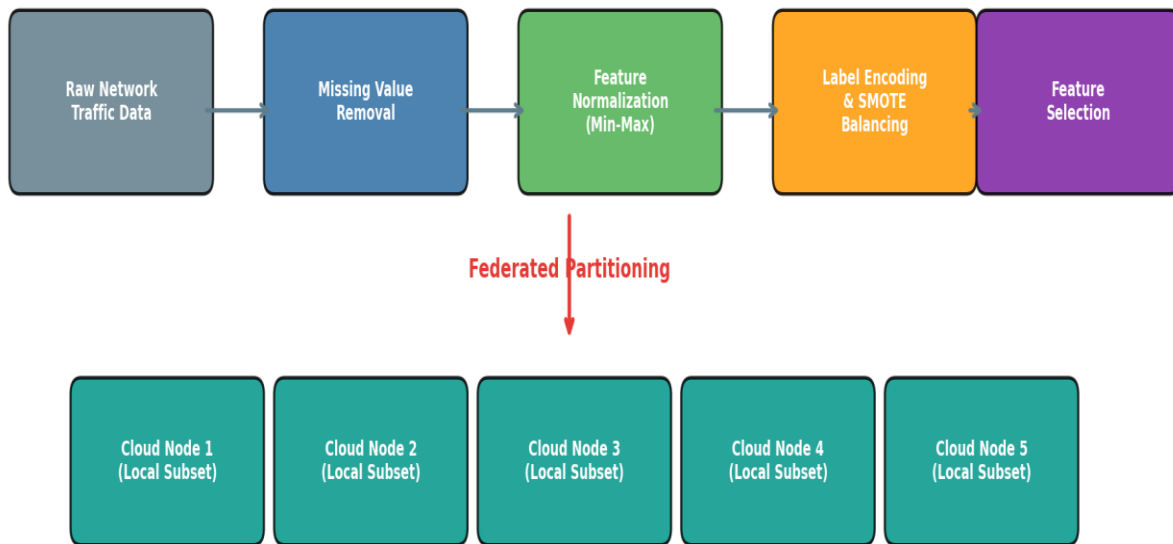 Raw Network
Traffic Data
Missing Value
Removal
Feature
Normalization
(Min-Max)
Label Encoding
& SMOTE
Balancing
Feature
Selection
Federated Partitioning
Cloud Node 1
(Local Subset)
Cloud Node 2
(Local Subset)
Cloud Node 3
(Local Subset)
Cloud Node 4
(Local Subset)
Cloud Node 5
(Local Subset)